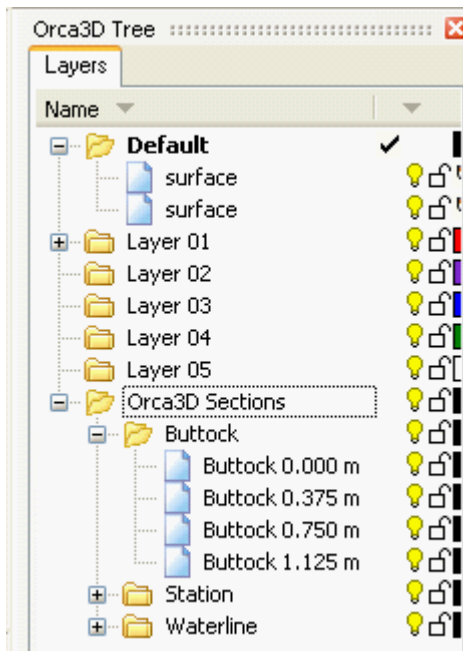 Orca3D Tree
Layers
Name
Default
surface
surface
Layer 01
Layer 02
Layer 03
Layer 04
Layer 05
Orca3D Sections
Buttock
Buttock 0.000 m
Buttock 0.375 m
Buttock 0.750 m
Buttock 1.125 m
Station
Waterline